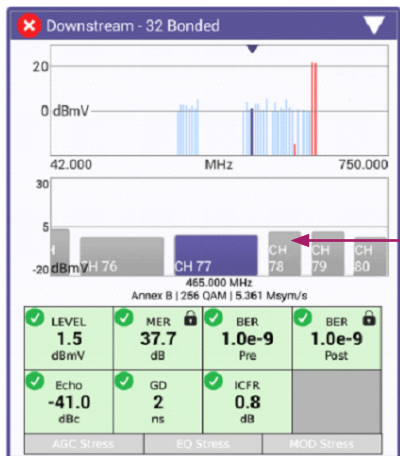 Downstream - 32 Bonded
20
0 dBmV
42.000 MHz 750.000
30
5
-20 dBmV
CH 76 CH 77 CH 78 CH 79 CH 80
465.000 MHz
Annex B | 256 QAM | 5.361 Msym/s
LEVEL MER BER BER
1.5 37.7 1.0e-9 1.0e-9
dBmV dB Pre Post
Echo GD ICFR
-41.0 2 0.8
dBc ns dB
AGC Stress EQ Stress MOD Stress